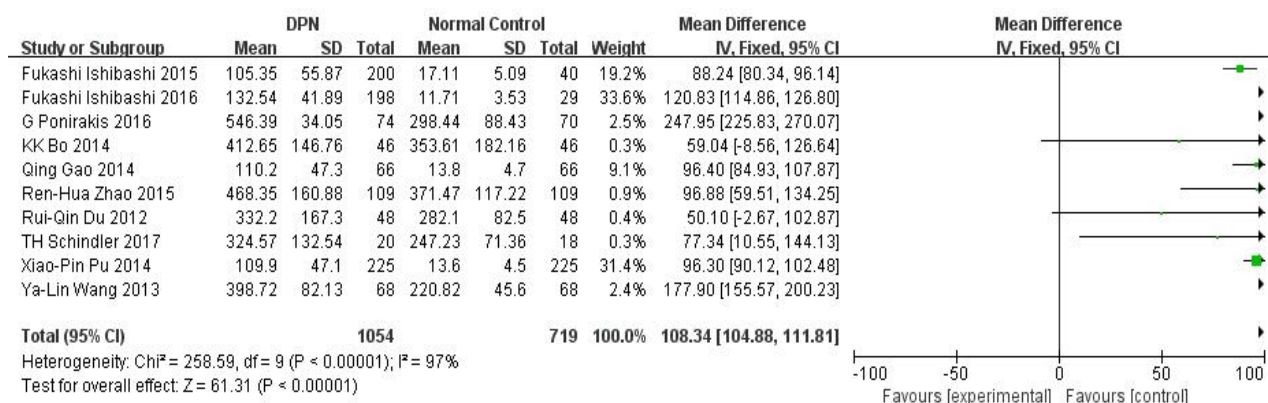 DPN Normal Control Mean Difference Mean Difference
Study or Subgroup Mean SD Total Mean SD Total Weight IV, Fixed, 95% CI IV, Fixed, 95% CI
Fukashi Ishibashi 2015 105.35 55.87 200 17.11 5.09 40 19.2% 88.24 [80.34, 96.14]
Fukashi Ishibashi 2016 132.54 41.89 198 11.71 3.53 29 33.6% 120.83 [114.86, 126.80]
G Ponirakis 2016 546.39 34.05 74 298.44 88.43 70 2.5% 247.95 [225.83, 270.07]
KK Bo 2014 412.65 146.76 46 353.61 182.16 46 0.3% 59.04 [-8.56, 126.64]
Qing Gao 2014 110.2 47.3 66 13.8 4.7 66 9.1% 96.40 [84.93, 107.87]
Ren-Hua Zhao 2015 468.35 160.88 109 371.47 117.22 109 0.9% 96.88 [59.51, 134.25]
Rui-Qin Du 2012 332.2 167.3 48 282.1 82.5 48 0.4% 50.10 [-2.67, 102.87]
TH Schindler 2017 324.57 132.54 20 247.23 71.36 18 0.3% 77.34 [10.55, 144.13]
Xiao-Pin Pu 2014 109.9 47.1 225 13.6 4.5 225 31.4% 96.30 [90.12, 102.48]
Ya-Lin Wang 2013 398.72 82.13 68 220.82 45.6 68 2.4% 177.90 [155.57, 200.23]
Total (95% CI) 1054 719 100.0% 108.34 [104.88, 111.81]
Heterogeneity: Chi² = 258.59, df = 9 (P < 0.00001); I² = 97%
Test for overall effect: Z = 61.31 (P < 0.00001)
-100 -50 0 50 100
Favours [experimental] Favours [control]